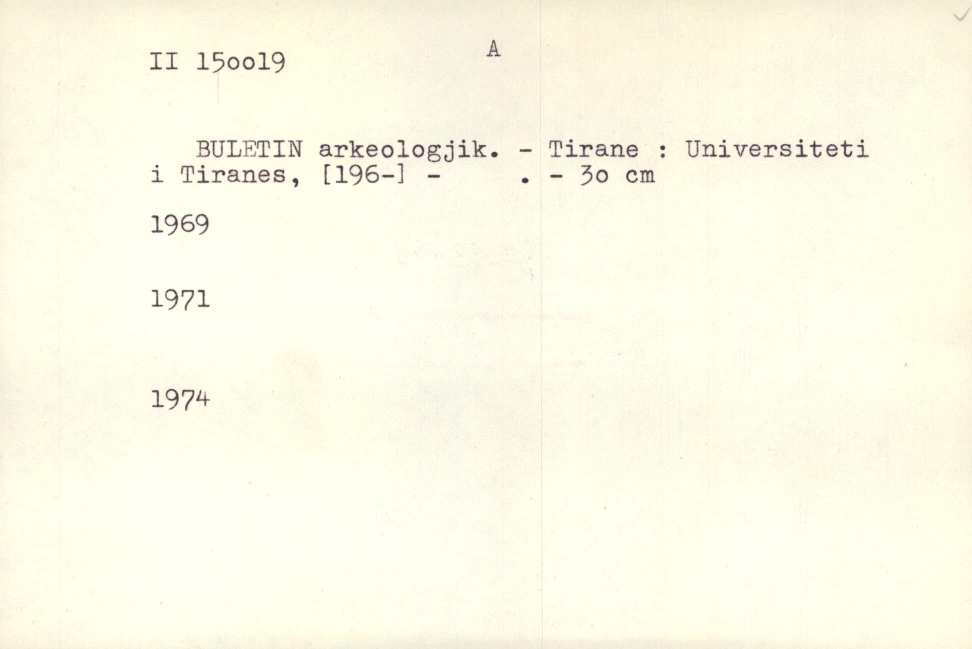 A
II 15oo19
BULETIN arkeologjik. - Tirane : Universiteti
i Tiranes, [196-] -     . - 3o cm
1969
1971
1974